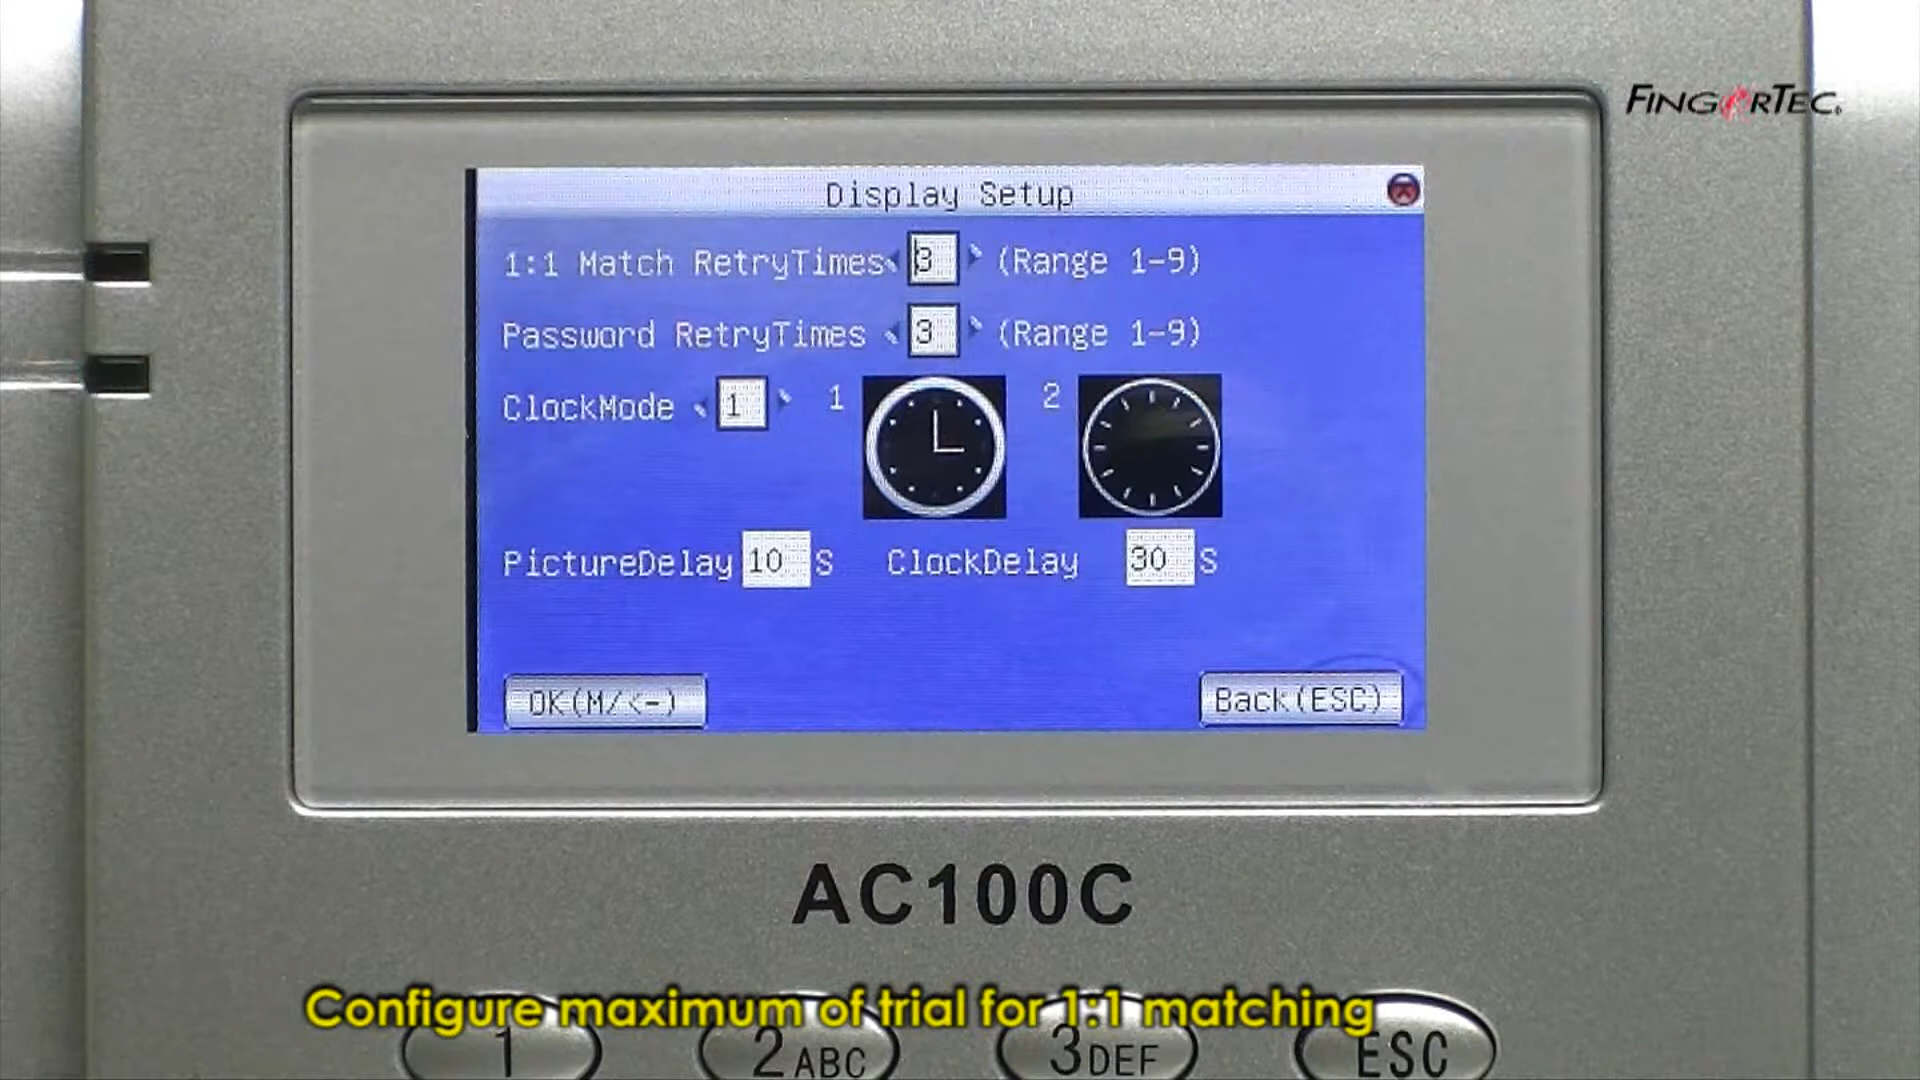 FINGERTEC
Display Setup
1:1 Match RetryTimes 3 (Range 1-9)
Password RetryTimes 3 (Range 1-9)
ClockMode 1 1 2
PictureDelay 10 S ClockDelay 30 S
OK(M/<-) Back(ESC)
AC100C
Configure maximum of trial for 1:1 matching
1 2ABC 3DEF ESC